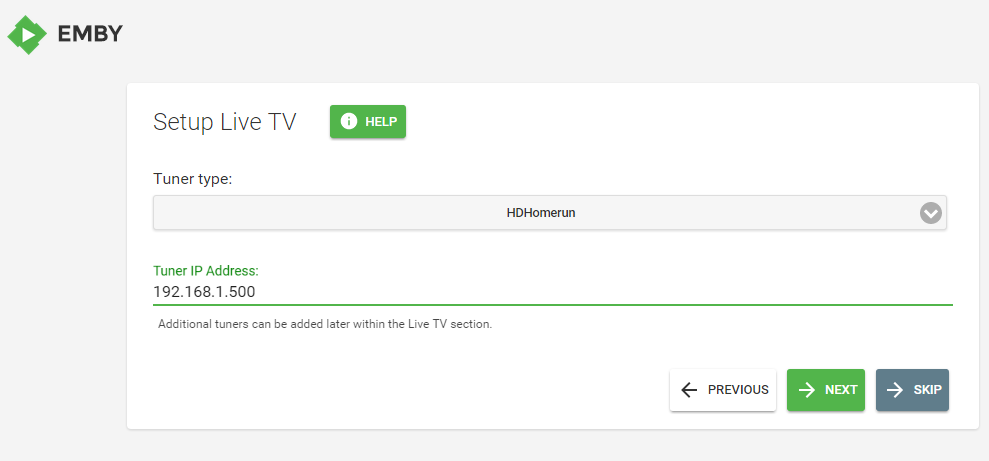 EMBY
Setup Live TV
HELP
Tuner type:
HDHomerun
Tuner IP Address:
192.168.1.500
Additional tuners can be added later within the Live TV section.
PREVIOUS NEXT SKIP